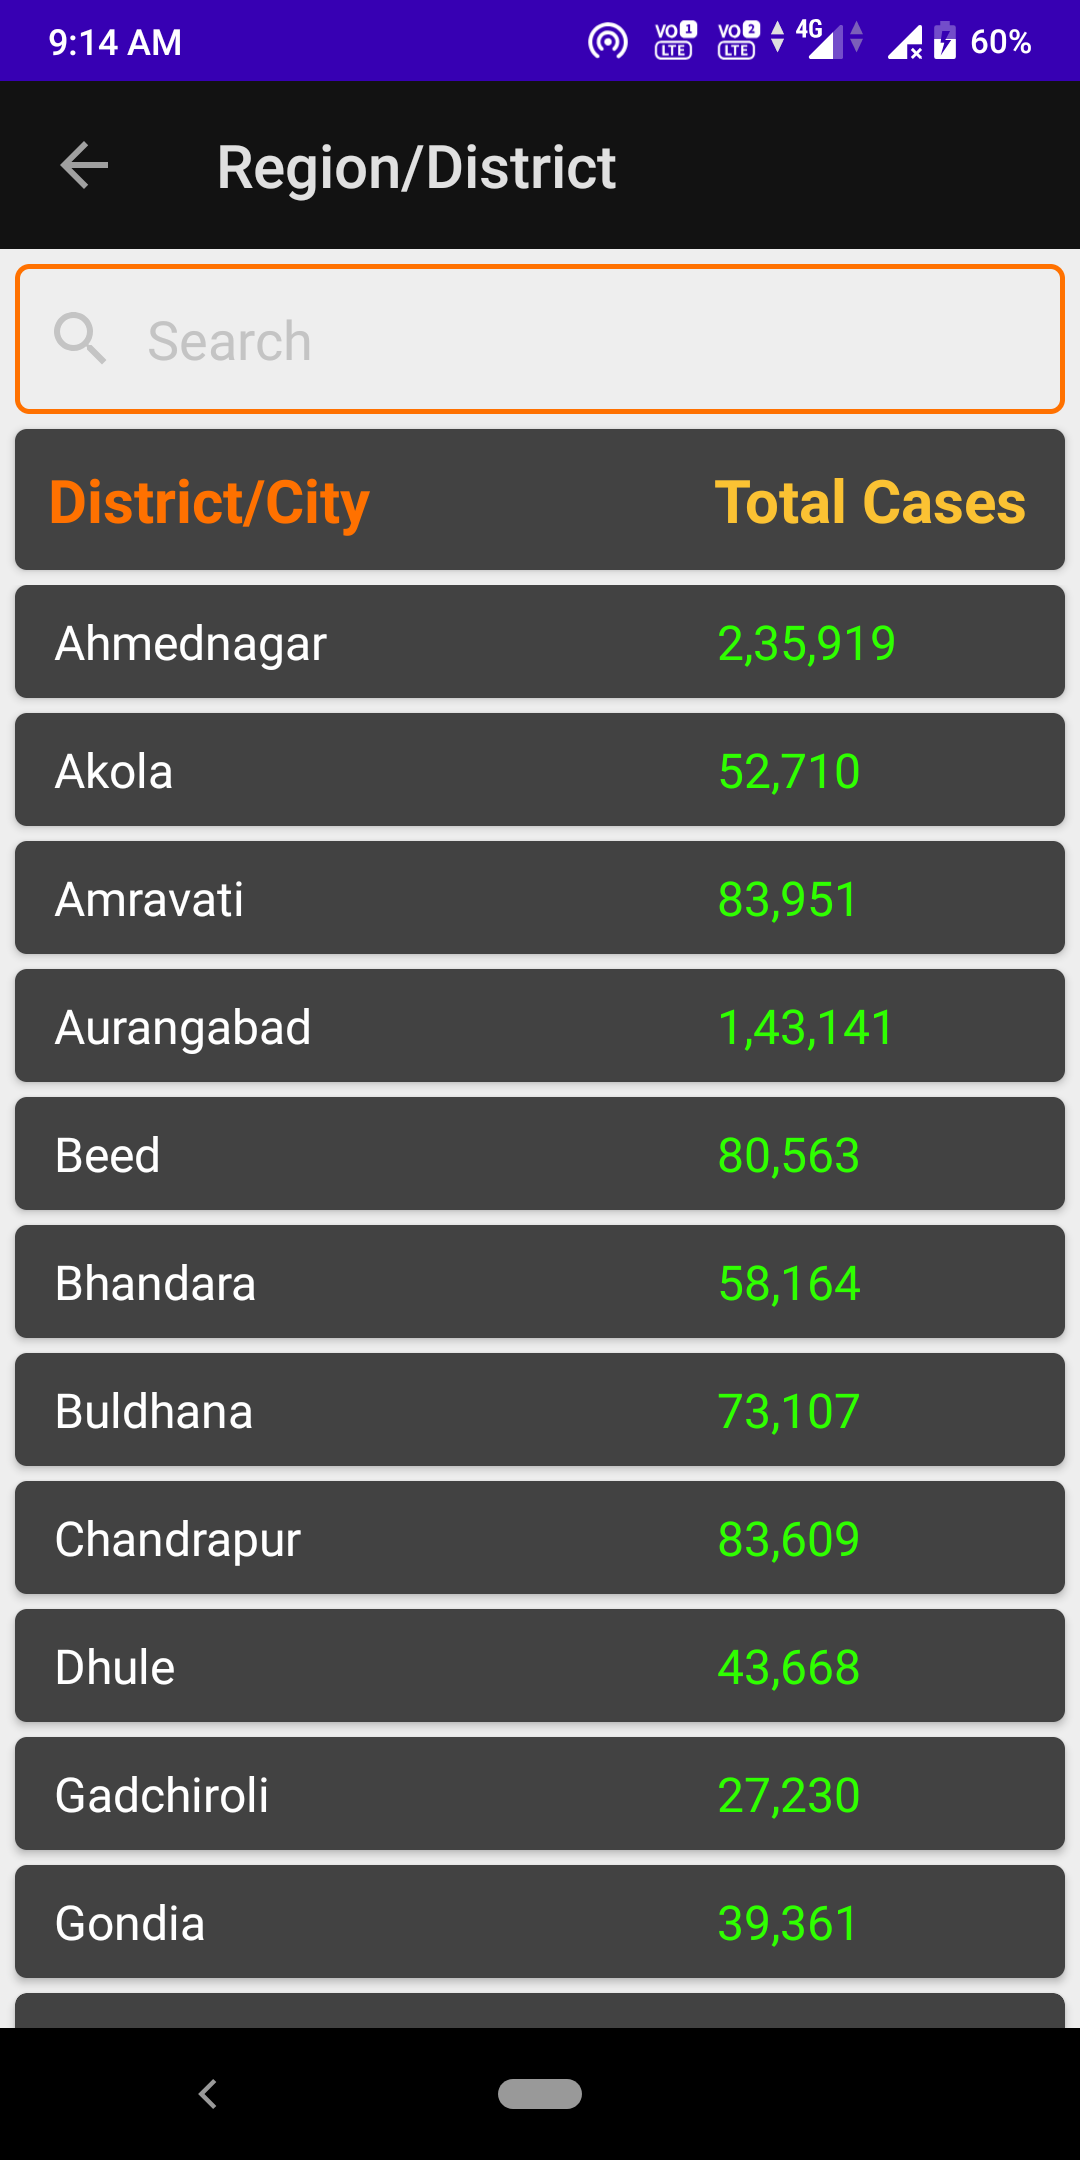 9:14 AM VO 1 LTE VO 2 LTE 4G 60%
Region/District
Search
District/City Total Cases
Ahmednagar 2,35,919
Akola 52,710
Amravati 83,951
Aurangabad 1,43,141
Beed 80,563
Bhandara 58,164
Buldhana 73,107
Chandrapur 83,609
Dhule 43,668
Gadchiroli 27,230
Gondia 39,361